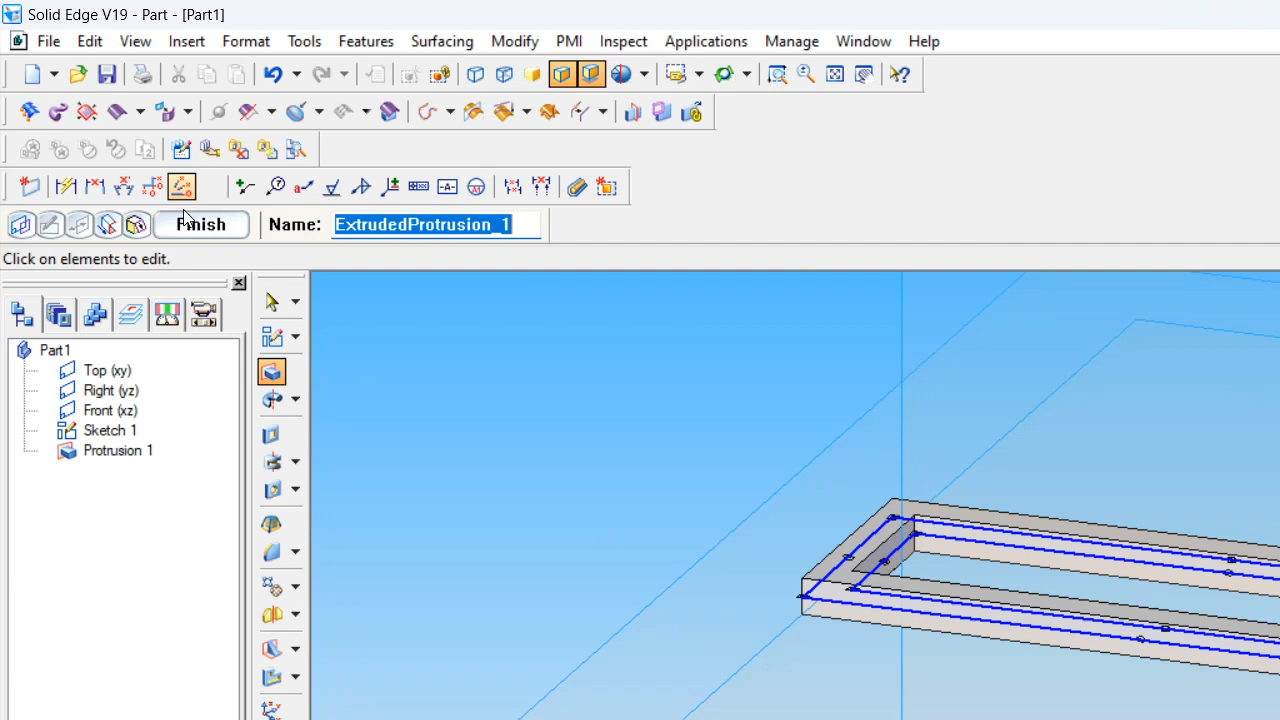 Solid Edge V19 - Part - [Part1]
File Edit View Insert Format Tools Features Surfacing Modify PMI Inspect Applications Manage Window Help
Finish Name: ExtrudedProtrusion_1
Click on elements to edit.
Part1
Top (xy)
Right (yz)
Front (xz)
Sketch 1
Protrusion 1